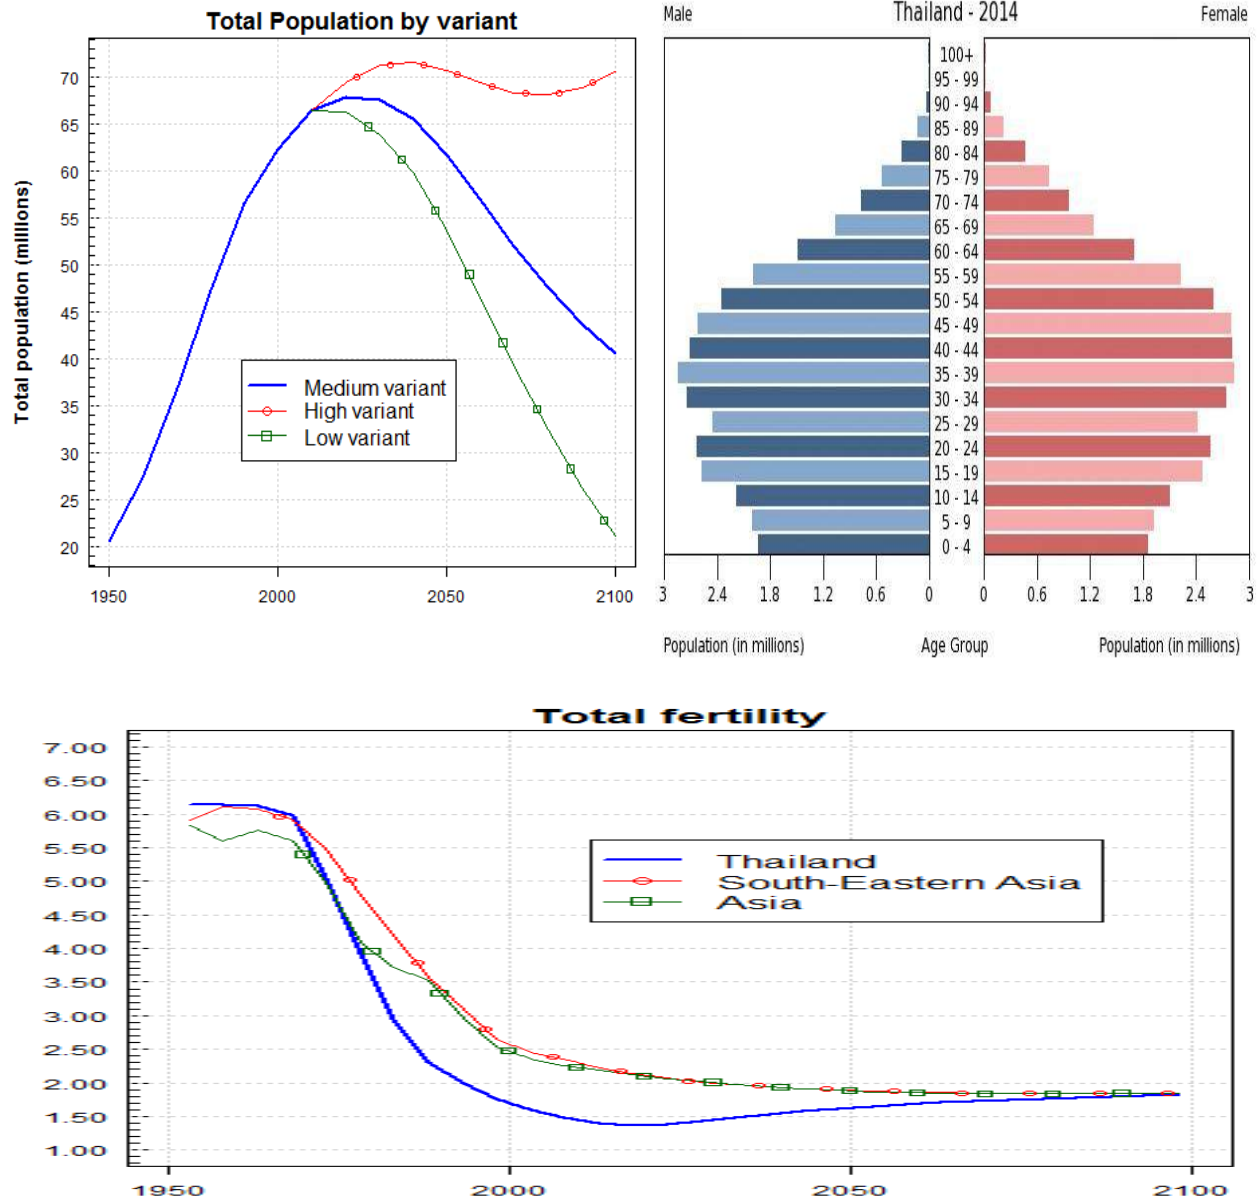 Total Population by variant
Total population (millions)
70
65
60
55
50
45
40
35
30
25
20
Medium variant
High variant
Low variant
1950 2000 2050 2100
Male Thailand - 2014 Female
100+
95 - 99
90 - 94
85 - 89
80 - 84
75 - 79
70 - 74
65 - 69
60 - 64
55 - 59
50 - 54
45 - 49
40 - 44
35 - 39
30 - 34
25 - 29
20 - 24
15 - 19
10 - 14
5 - 9
0 - 4
3 2.4 1.8 1.2 0.6 0 0 0.6 1.2 1.8 2.4 3
Population (in millions) Age Group Population (in millions)
Total fertility
7.00
6.50
6.00
5.50
5.00
4.50
4.00
3.50
3.00
2.50
2.00
1.50
1.00
Thailand
South-Eastern Asia
Asia
1950 2000 2050 2100